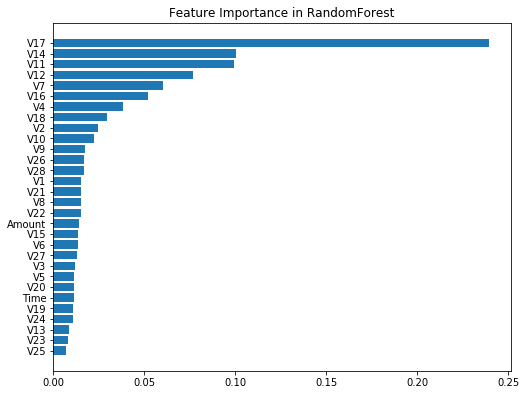 Feature Importance in RandomForest
V17
V14
V11
V12
V7
V16
V4
V18
V2
V10
V9
V26
V28
V1
V21
V8
V22
Amount
V15
V6
V27
V3
V5
V20
Time
V19
V24
V13
V23
V25
0.00 0.05 0.10 0.15 0.20 0.25